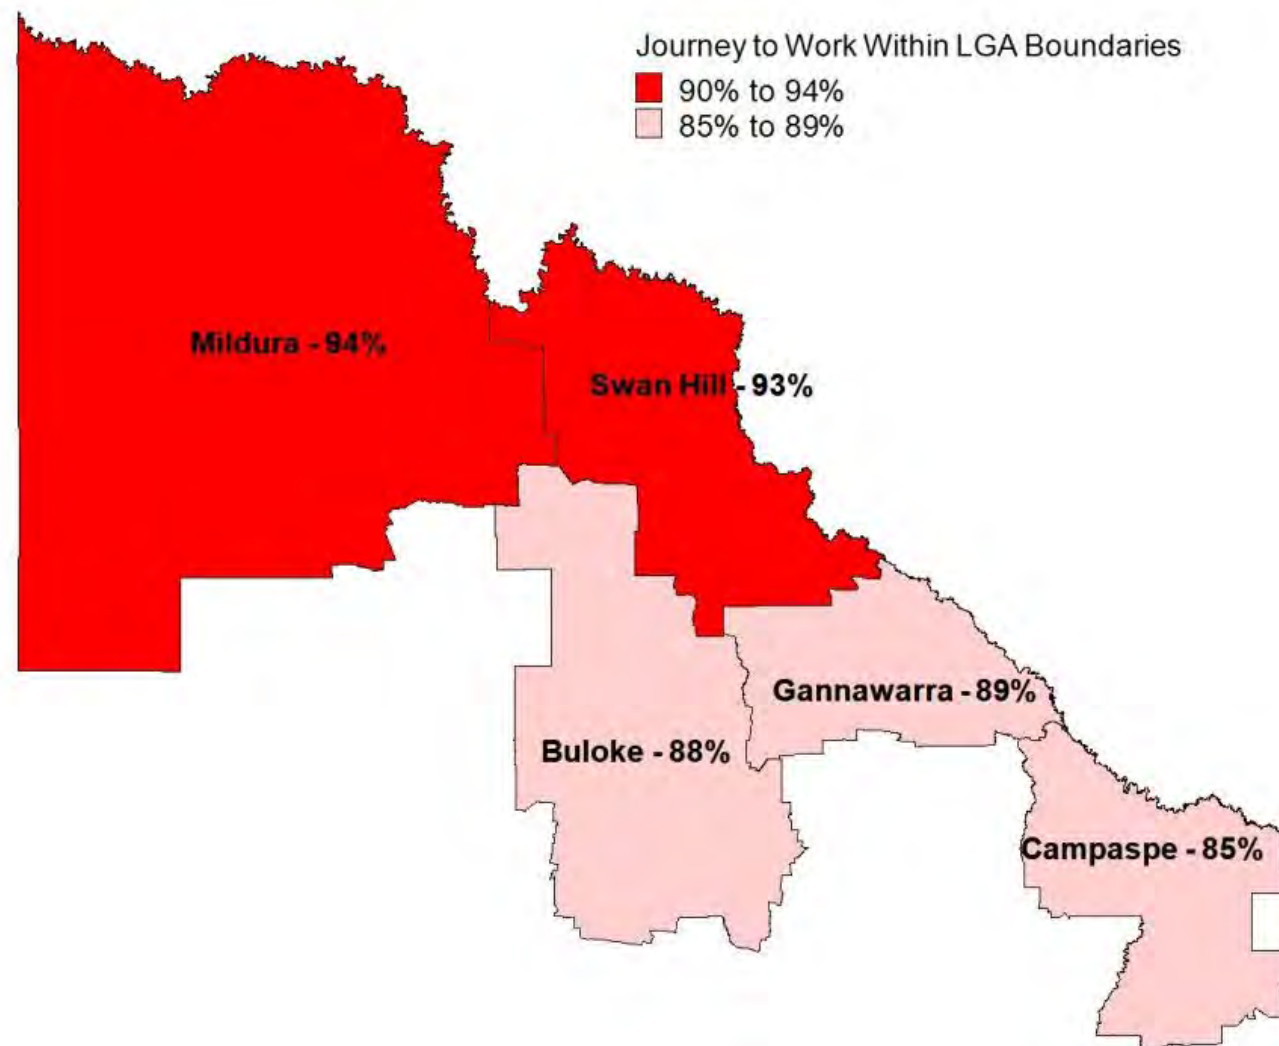 Journey to Work Within LGA Boundaries
90% to 94%
85% to 89%
Mildura - 94%
Swan Hill - 93%
Gannawarra - 89%
Buloke - 88%
Campaspe - 85%